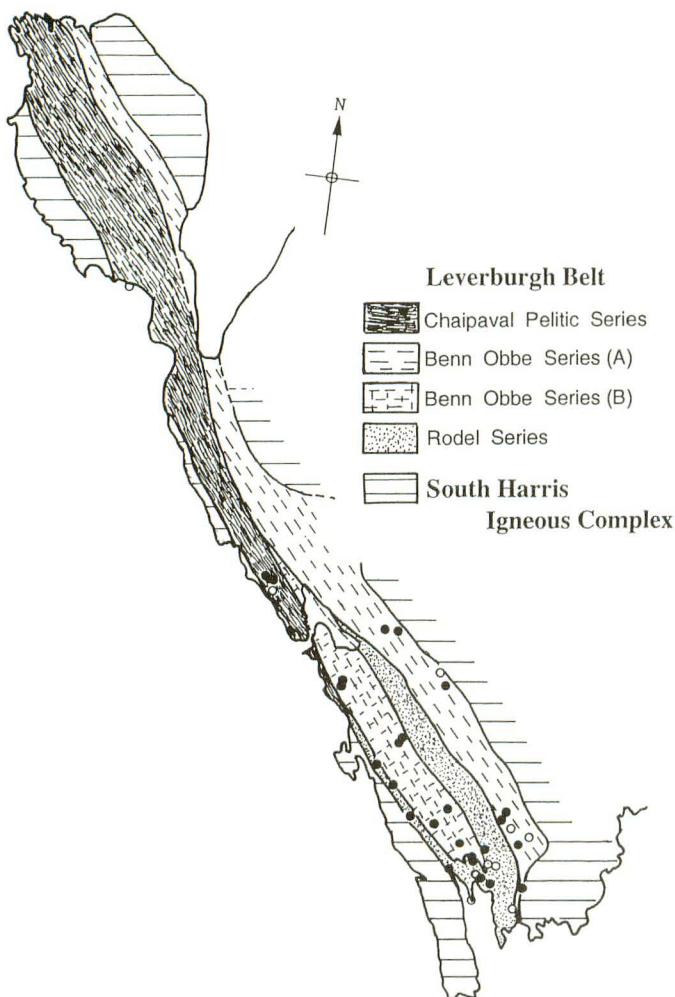 N
Leverburgh Belt
Chaipaval Pelitic Series
Benn Obbe Series (A)
Benn Obbe Series (B)
Rodel Series
South Harris
Igneous Complex